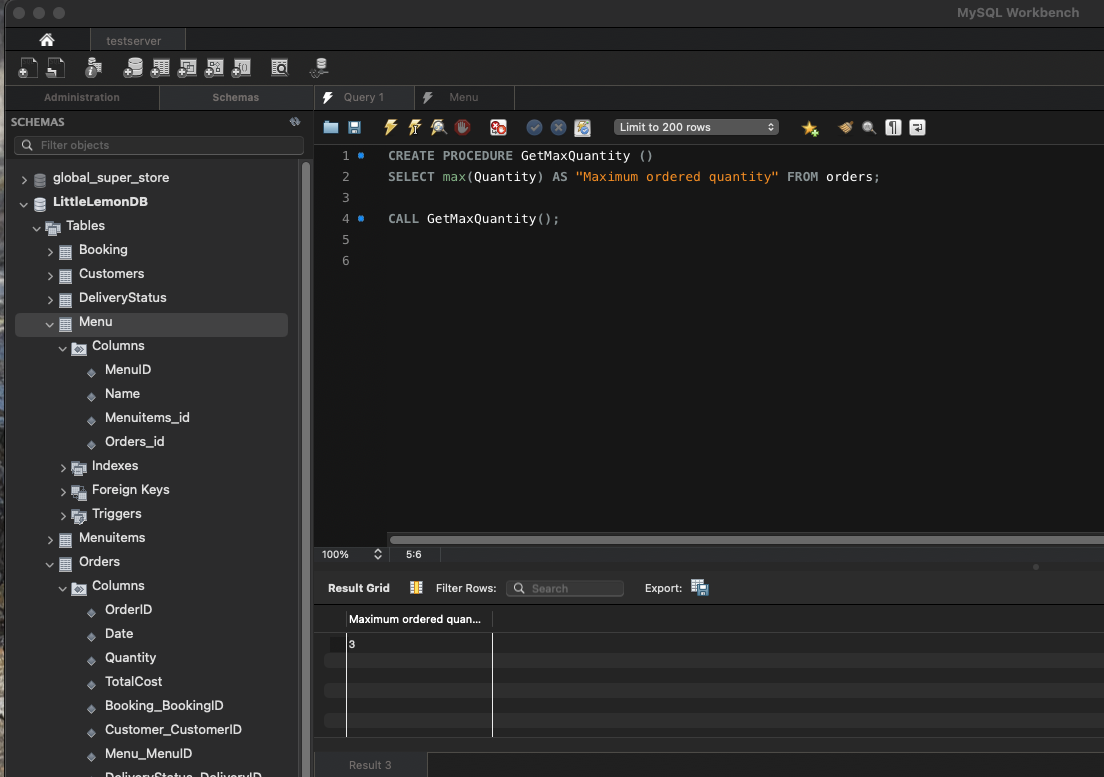 MySQL Workbench
testserver
Administration
Schemas
Query 1
Menu
SCHEMAS
Filter objects
global_super_store
LittleLemonDB
Tables
Booking
Customers
DeliveryStatus
Menu
Columns
MenuID
Name
Menuitems_id
Orders_id
Indexes
Foreign Keys
Triggers
Menuitems
Orders
Columns
OrderID
Date
Quantity
TotalCost
Booking_BookingID
Customer_CustomerID
Menu_MenuID
DeliveryStatus_DeliveryID
Limit to 200 rows
1 CREATE PROCEDURE GetMaxQuantity ()
2 SELECT max(Quantity) AS "Maximum ordered quantity" FROM orders;
3
4 CALL GetMaxQuantity();
5
6
100% 5:6
Result Grid Filter Rows: Search Export:
Maximum ordered quan...
3
Result 3